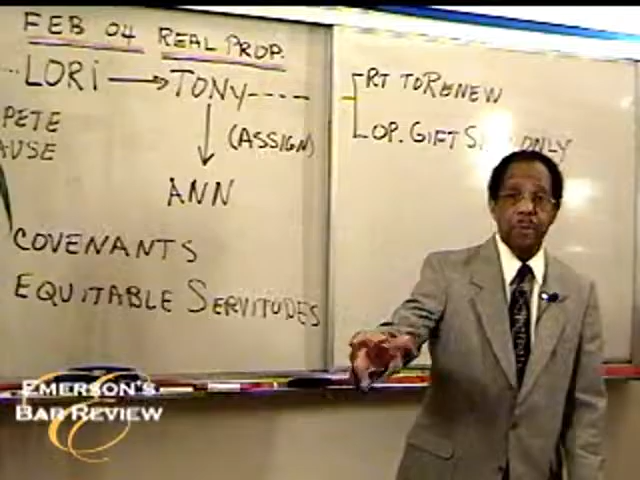 FEB 04 REAL PROP.
LORi → TONY-----
RT TO RENEW
OP. GIFT ONLY
PETE
(ASSIGN)
ANN
COVENANTS
EQUITABLE SERVITUDES
EMERSON'S
BAR REVIEW